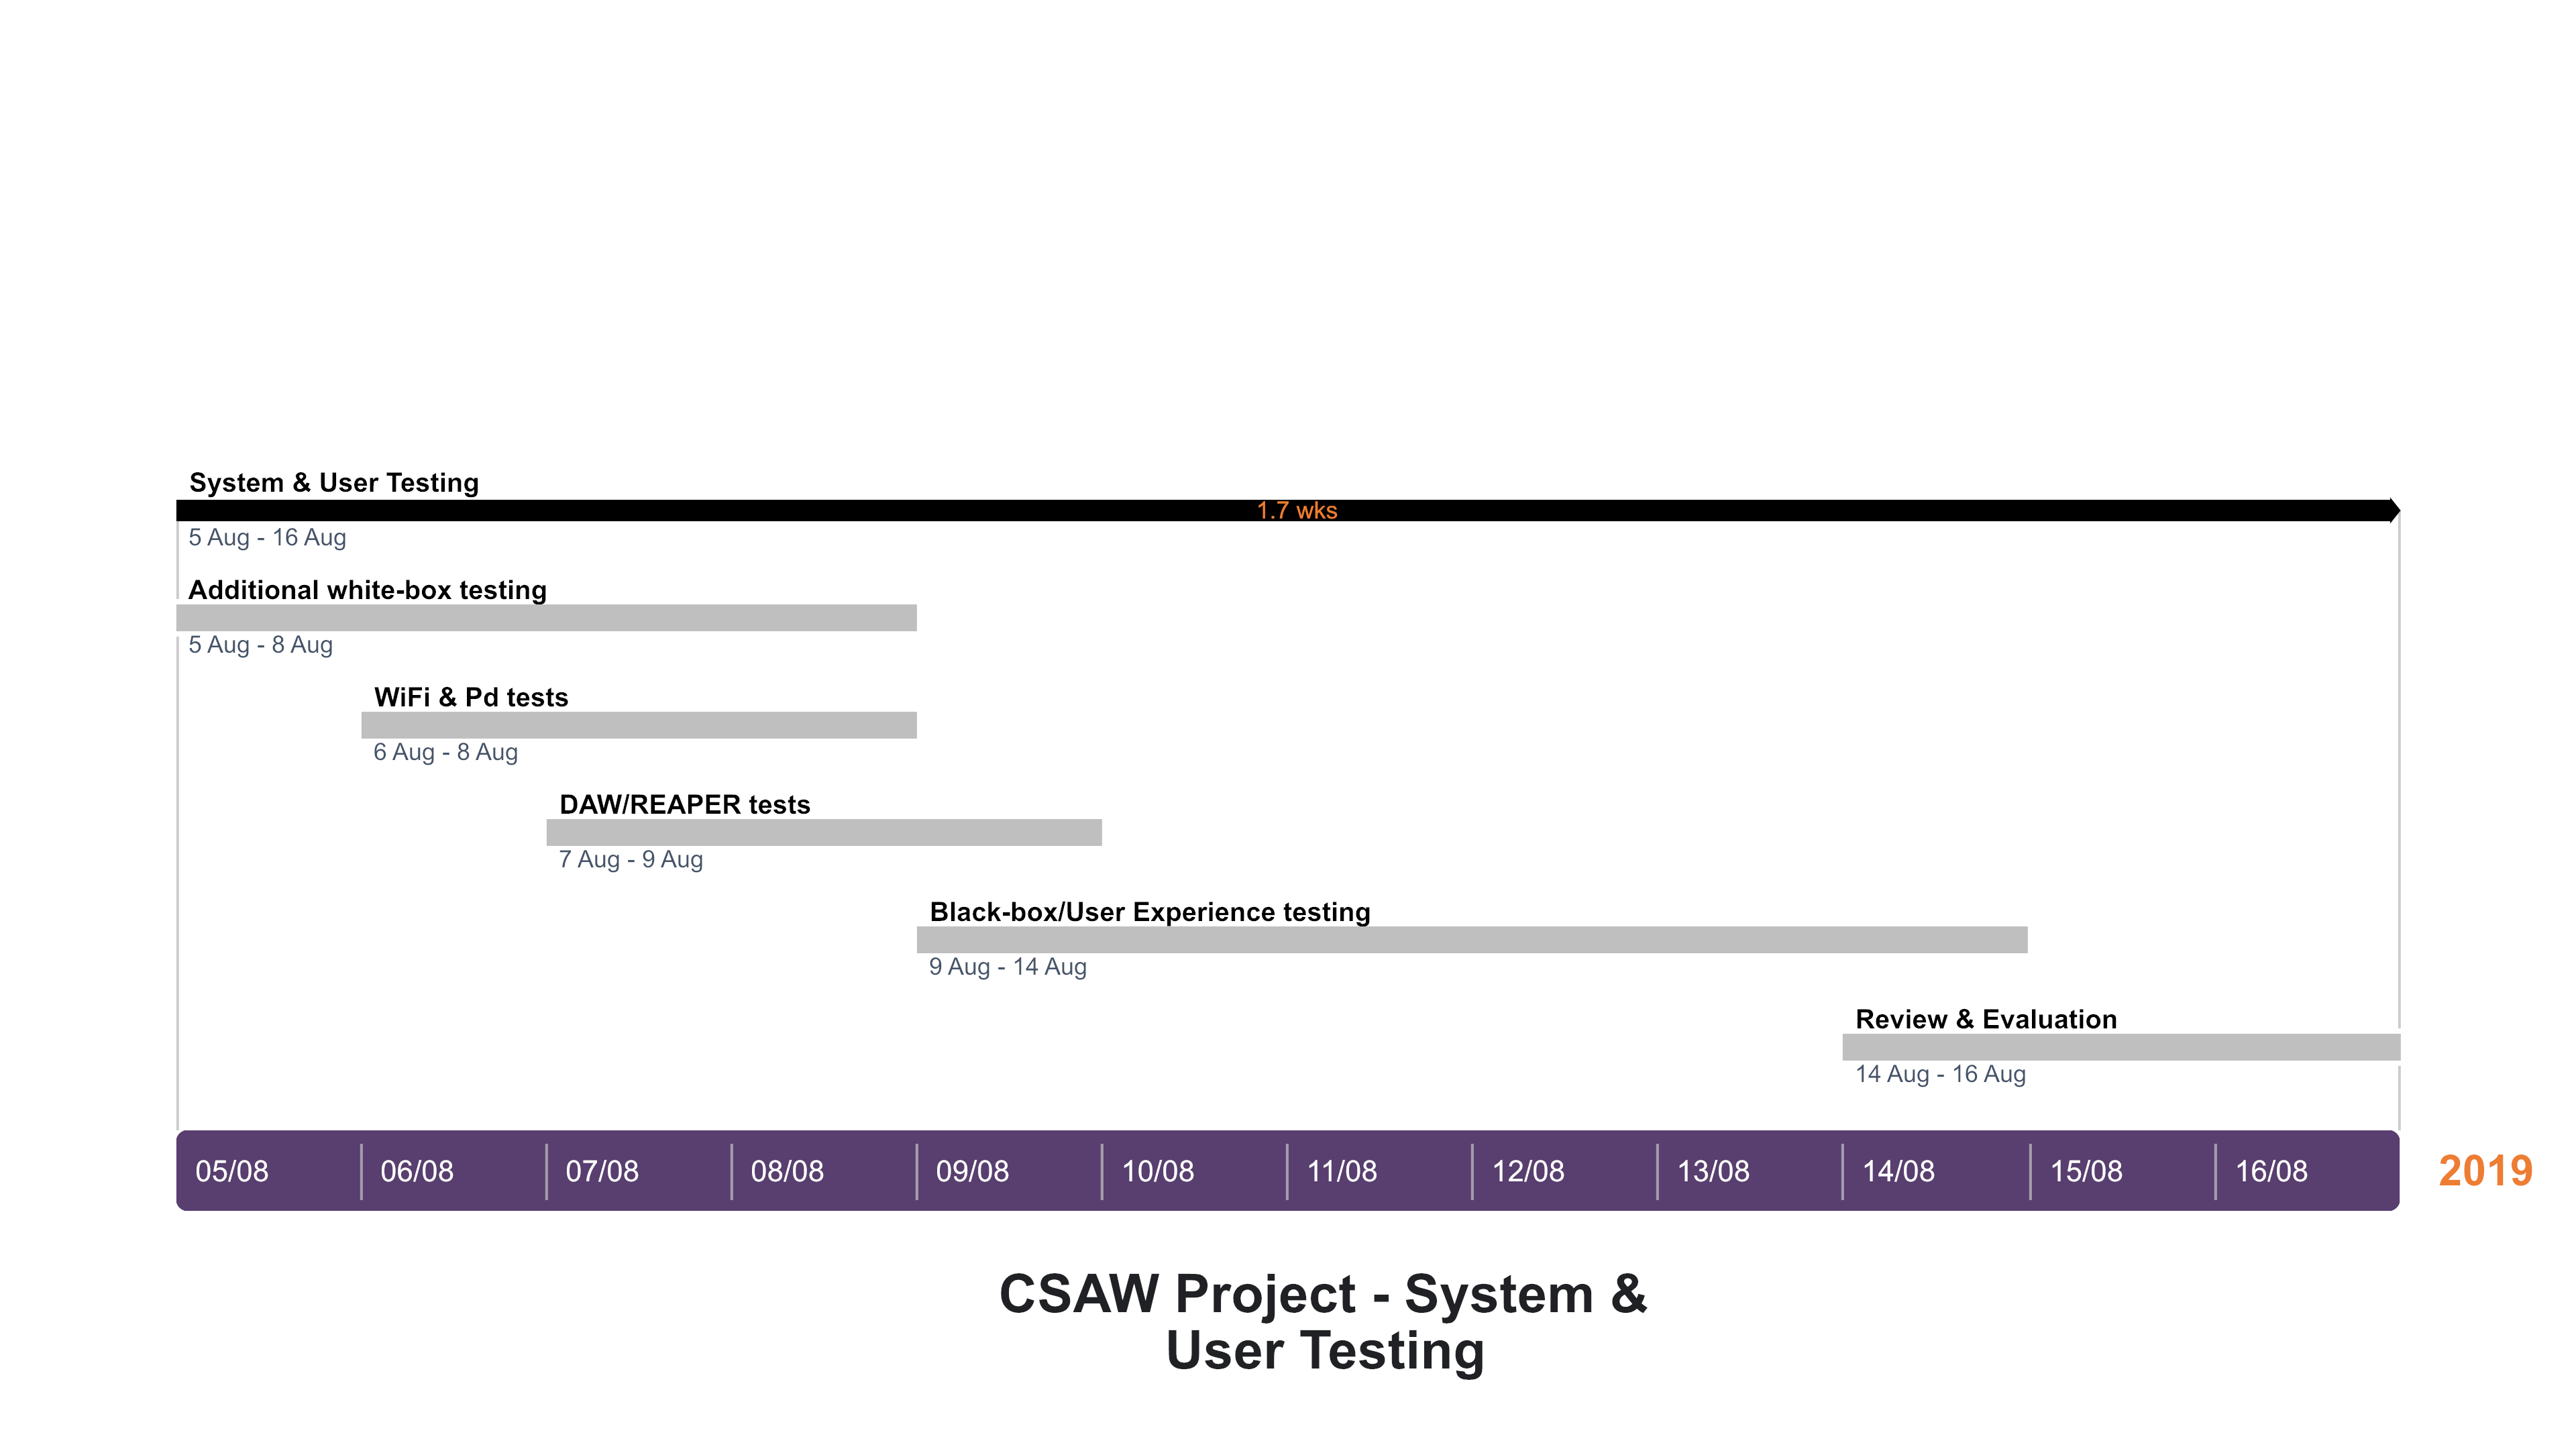 System & User Testing
1.7 wks
5 Aug - 16 Aug
Additional white-box testing
5 Aug - 8 Aug
WiFi & Pd tests
6 Aug - 8 Aug
DAW/REAPER tests
7 Aug - 9 Aug
Black-box/User Experience testing
9 Aug - 14 Aug
Review & Evaluation
14 Aug - 16 Aug
05/08 06/08 07/08 08/08 09/08 10/08 11/08 12/08 13/08 14/08 15/08 16/08 2019
CSAW Project - System &
User Testing